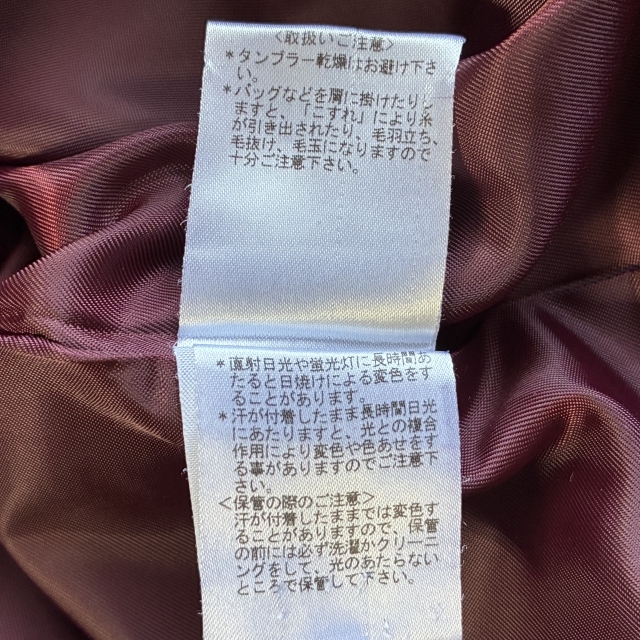 <取扱いご注意>
*タンブラー乾燥はお避け下さ
い。
*バッグなどを肩に掛けたりし
ますと、「こすれ」により糸
が引き出されたり、毛羽立ち、
毛抜け、毛玉になりますので
十分ご注意下さい。
*直射日光や蛍光灯に長時間あ
たると日焼けによる変色をす
ることがあります。
*汗が付着したまま長時間日光
にあたりますと、光との複合
作用により変色や色あせをす
る事がありますのでご注意下
さい。
<保管の際のご注意>
汗が付着したままでは変色す
ることがありますので、保管
の前には必ず洗濯かクリーニ
ングをして、光のあたらない
ところで保管して下さい。